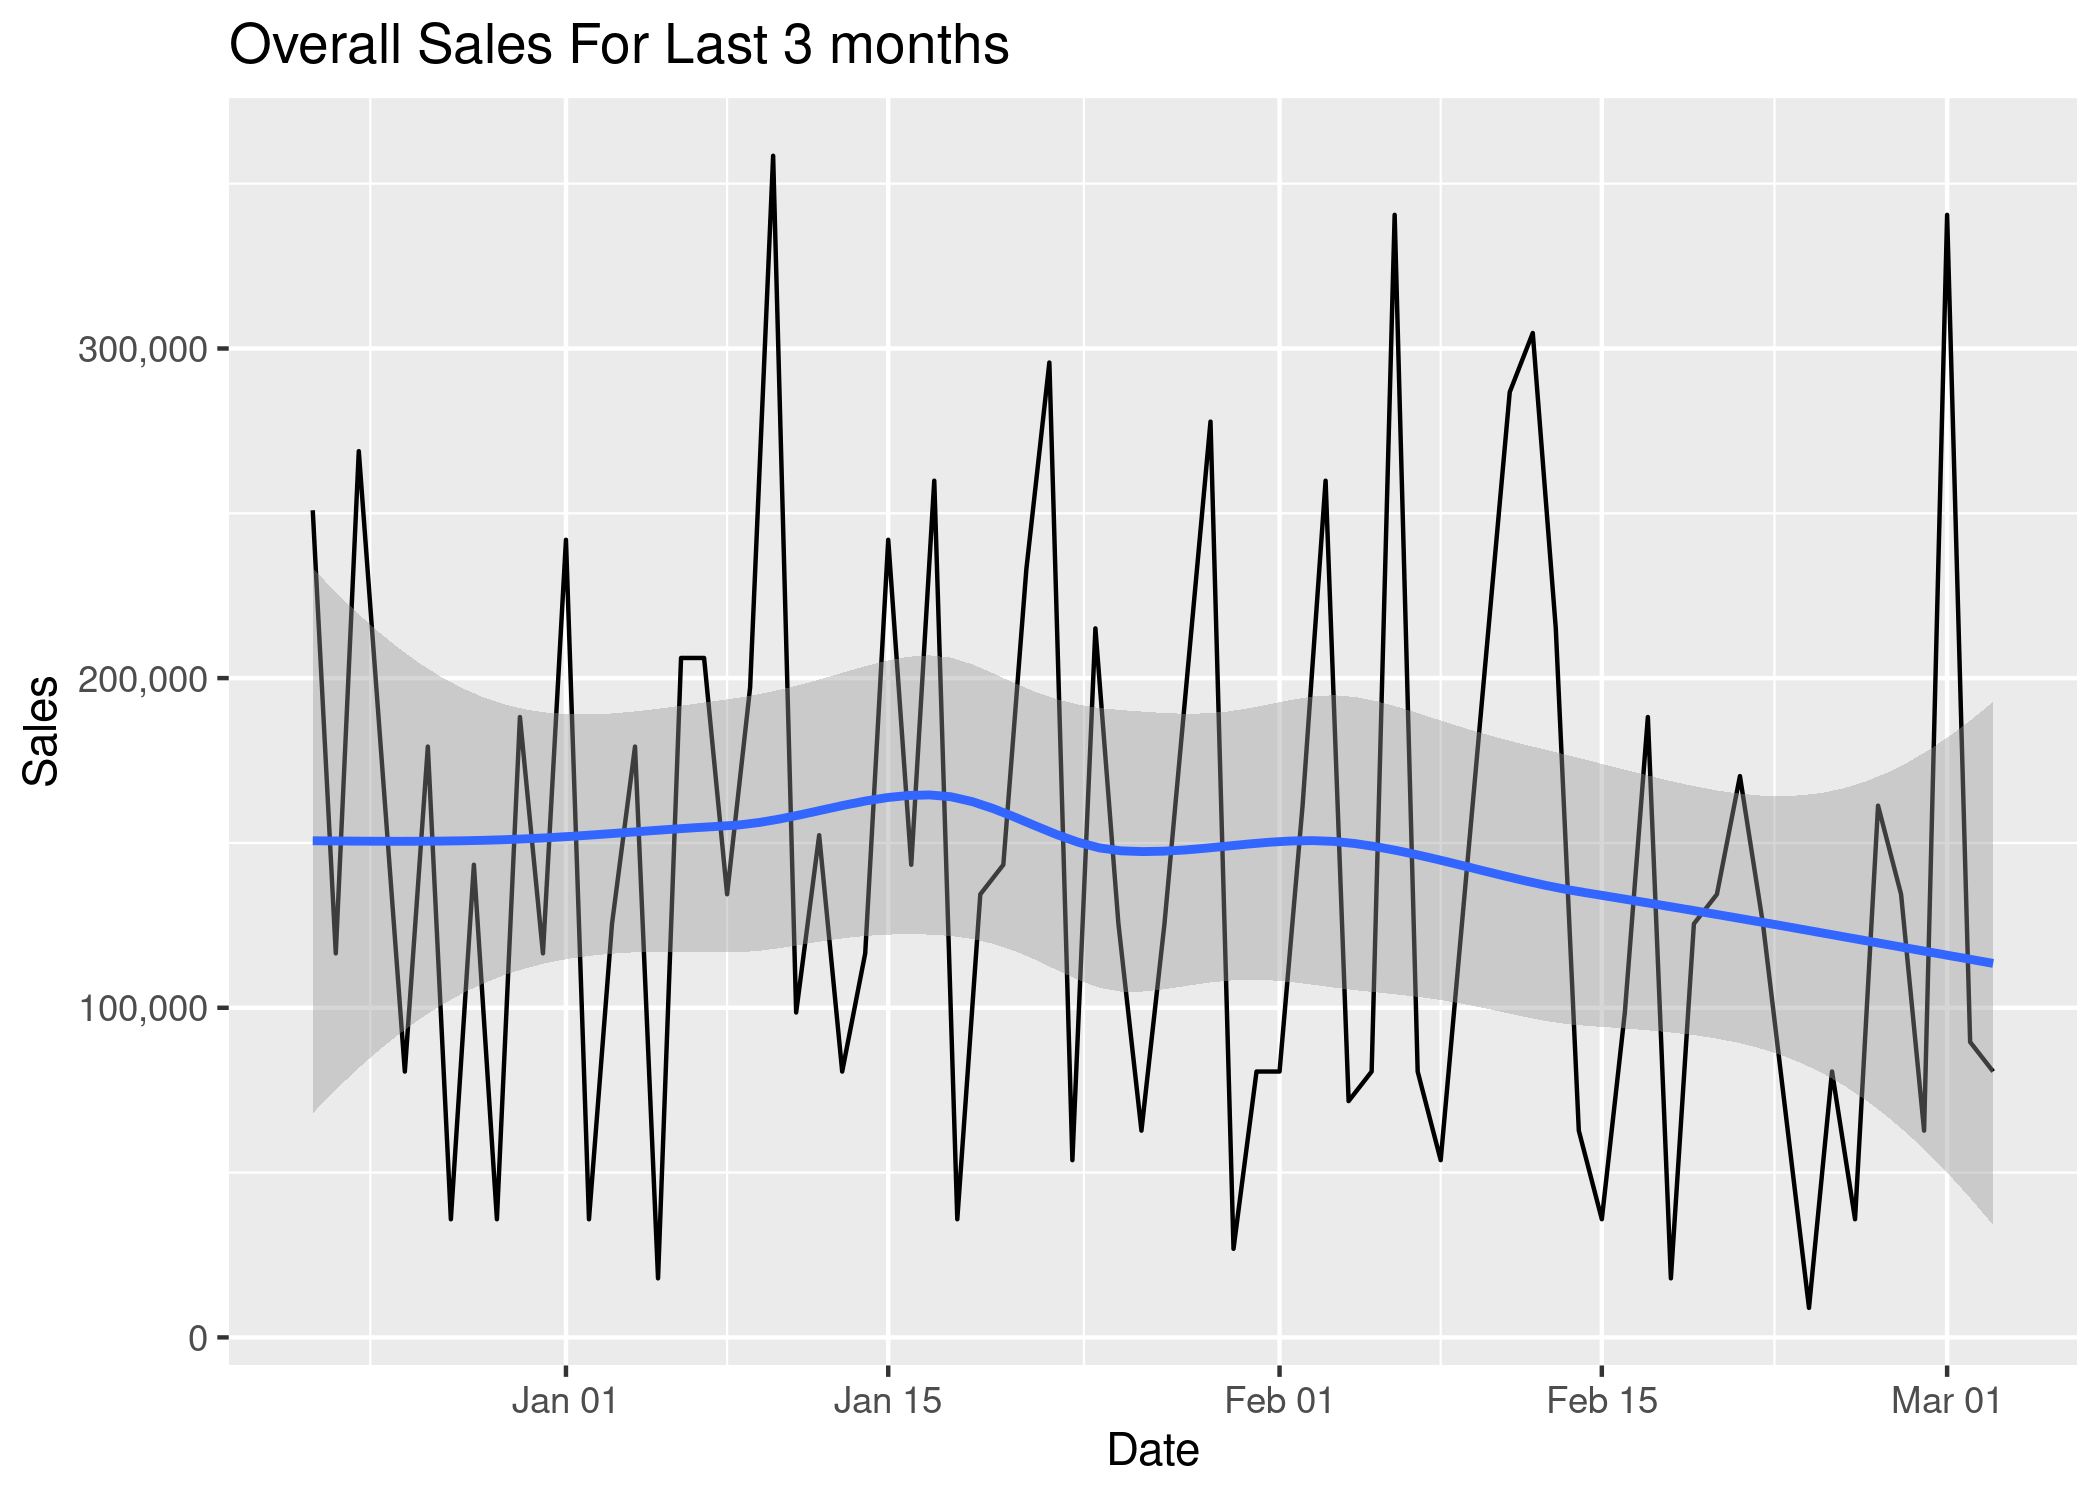 Overall Sales For Last 3 months
Sales
300,000
200,000
100,000
0
Jan 01
Jan 15
Feb 01
Feb 15
Mar 01
Date